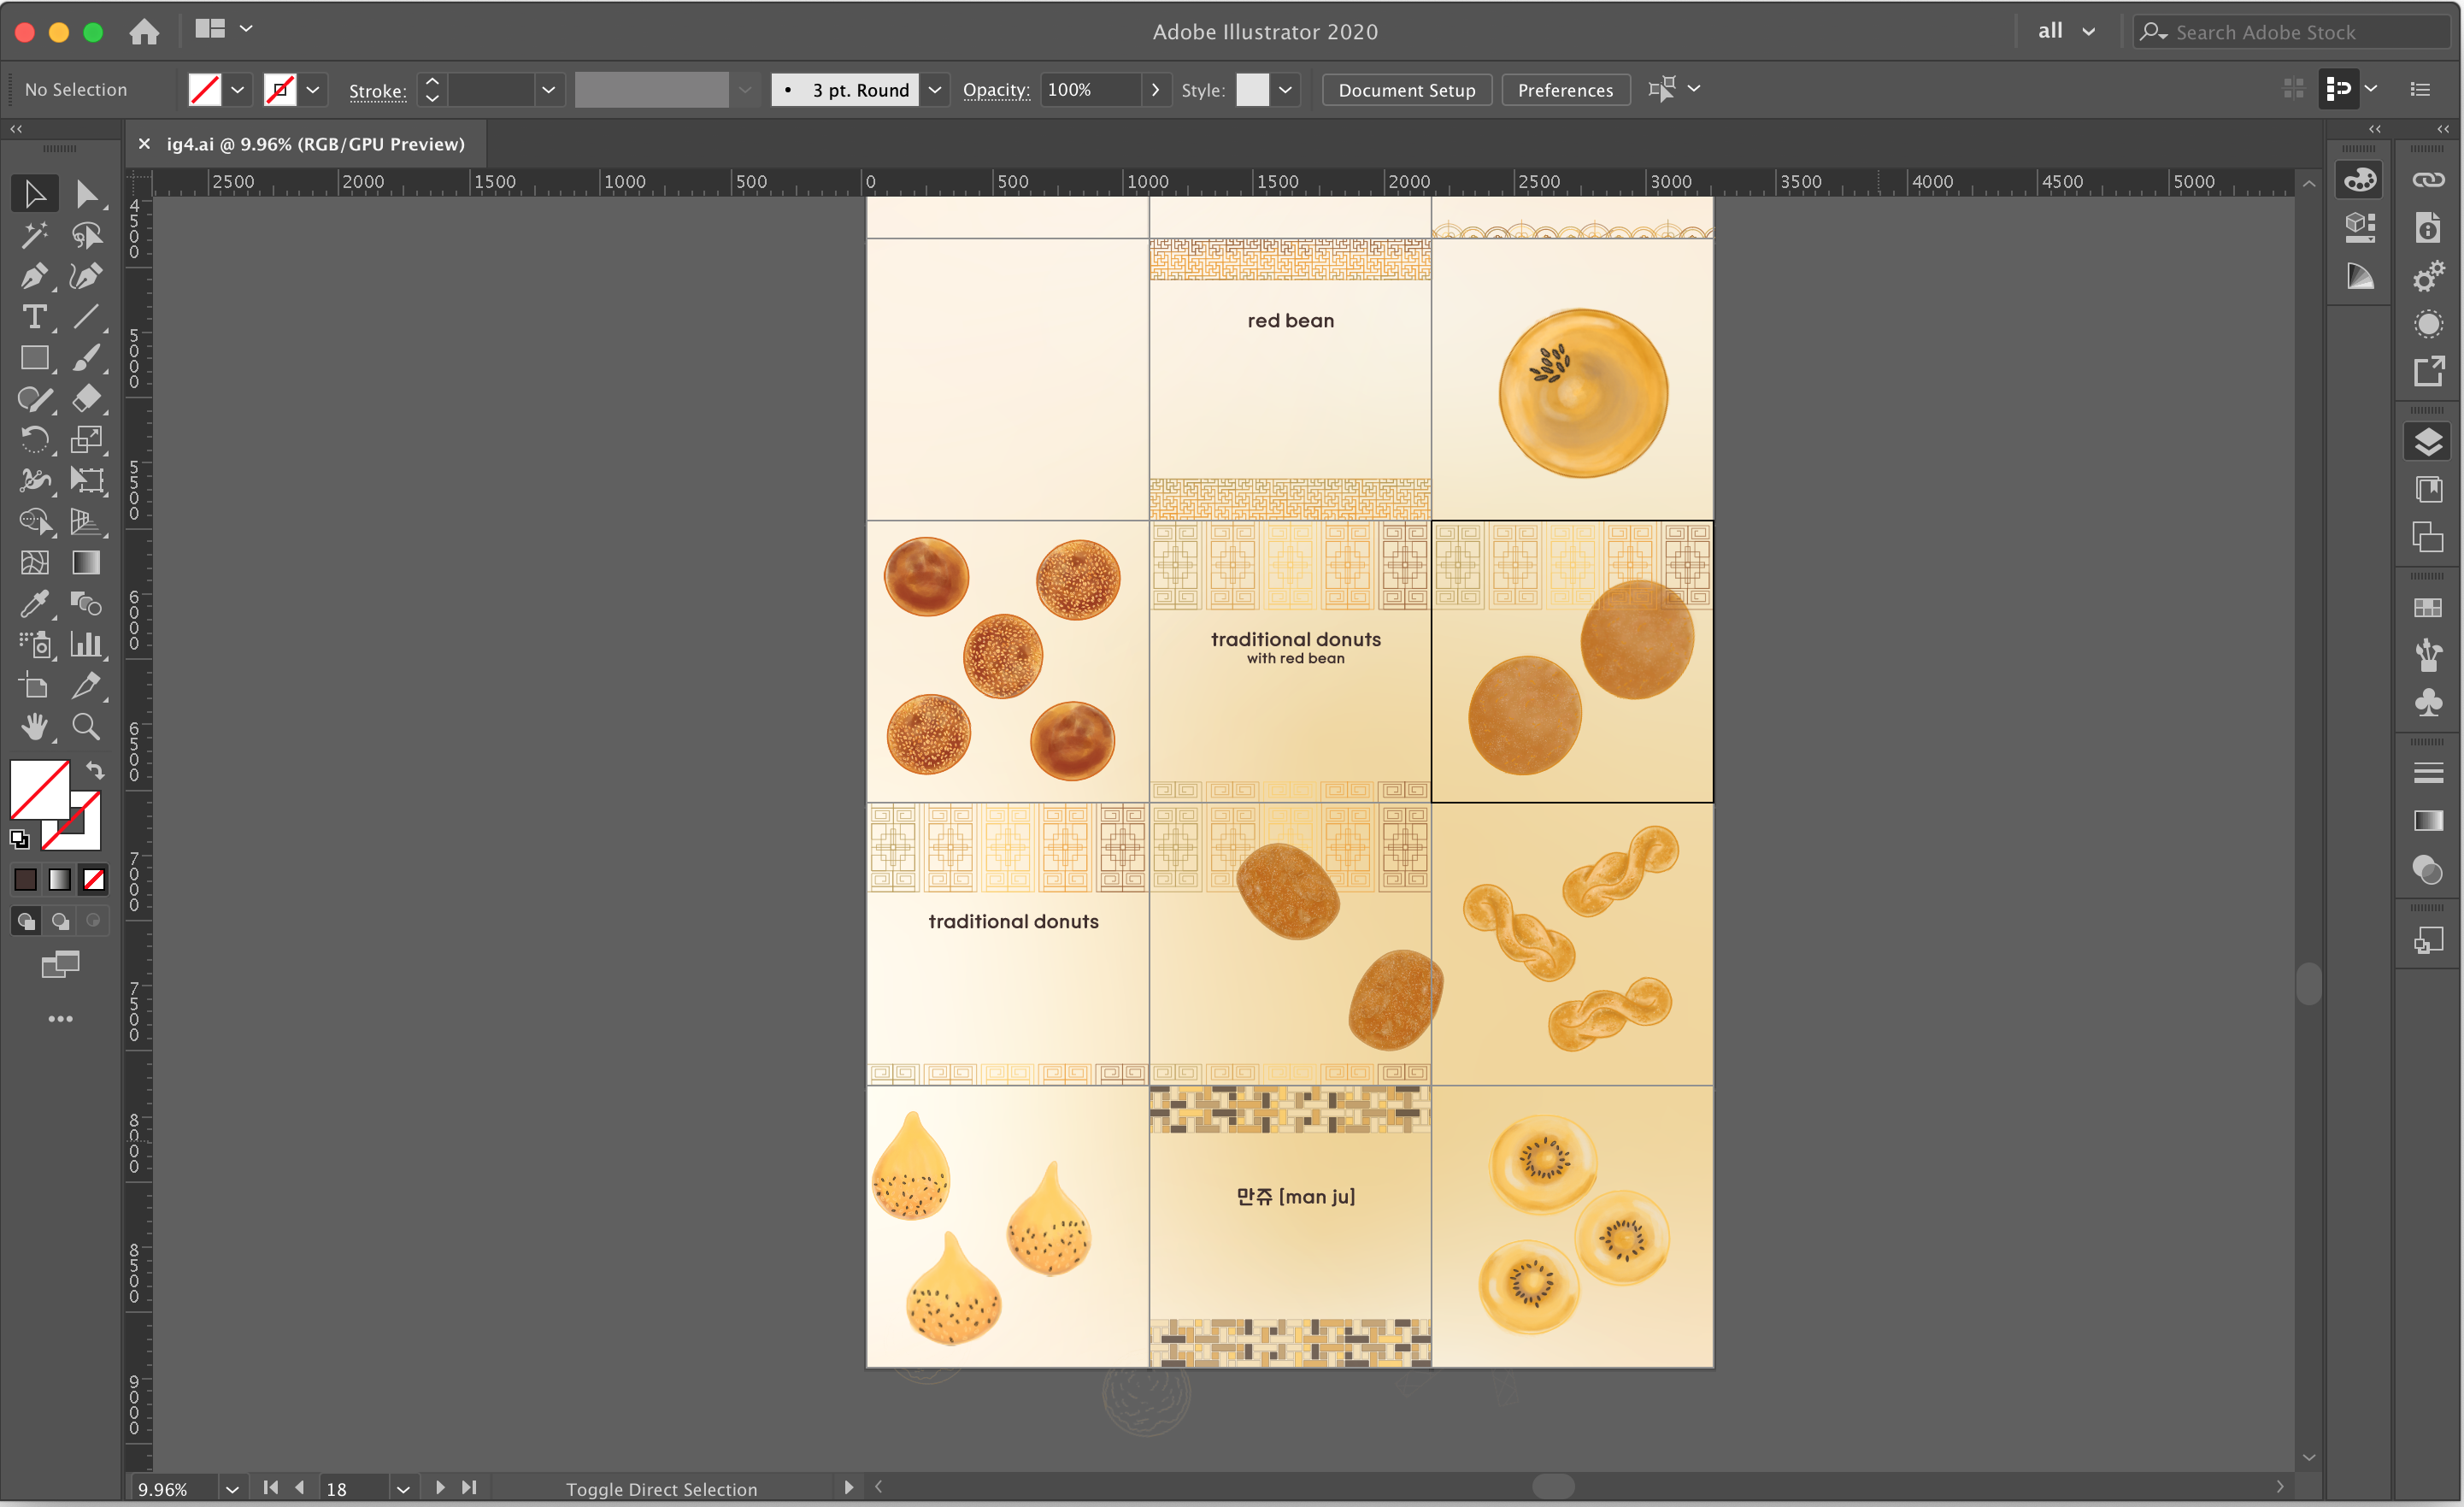 Adobe Illustrator 2020
all
Search Adobe Stock
No Selection
Stroke:
3 pt. Round
Opacity:
100%
Style:
Document Setup
Preferences
ig4.ai @ 9.96% (RGB/GPU Preview)
2500 2000 1500 1000 500 0 500 1000 1500 2000 2500 3000 3500 4000 4500 5000
4500
5000
5500
6000
6500
7000
7500
8000
8500
9000
red bean
traditional donuts
with red bean
traditional donuts
만쥬 [man ju]
9.96%
18
Toggle Direct Selection